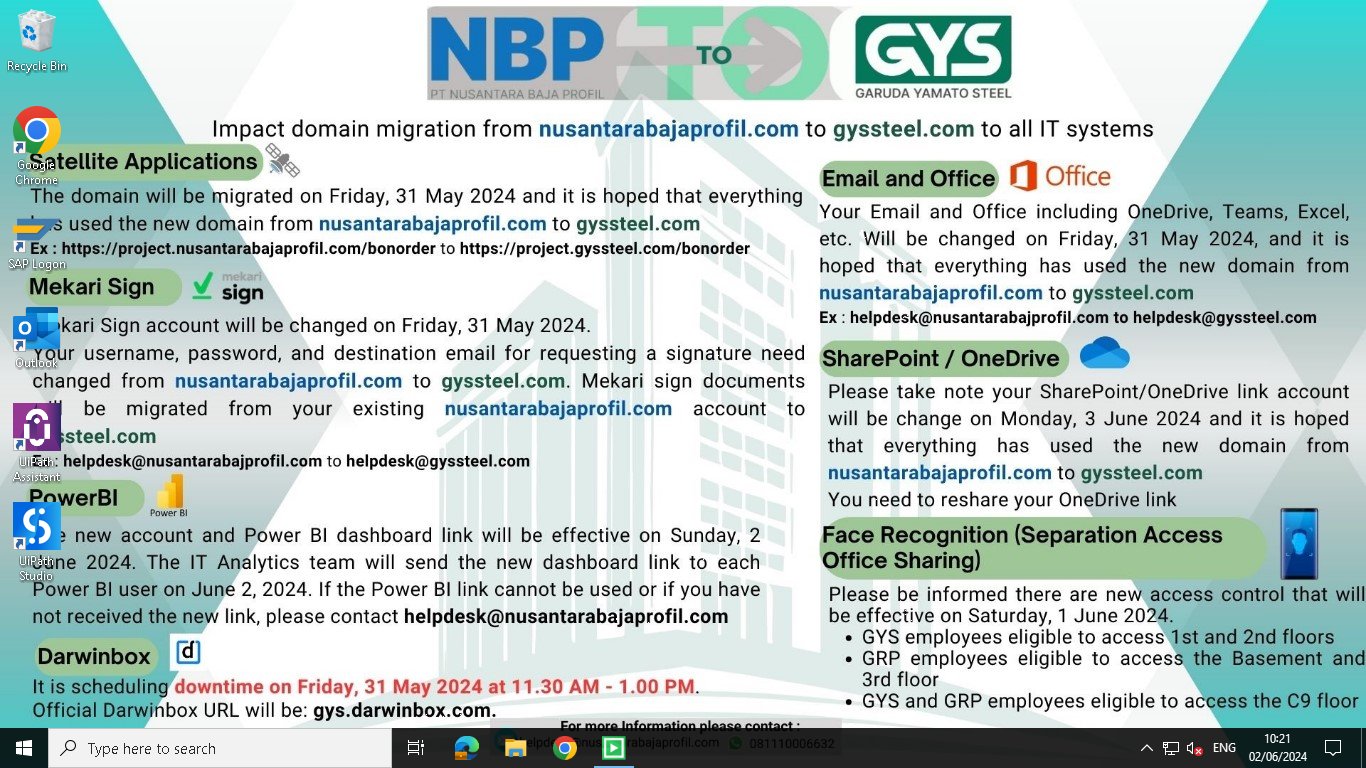 NBP
PT NUSANTARA BAJA PROFIL
TO
GYS
GARUDA YAMATO STEEL
Impact domain migration from nusantarabajaprofil.com to gyssteel.com to all IT systems
Satellite Applications
The domain will be migrated on Friday, 31 May 2024 and it is hoped that everything
used the new domain from nusantarabajaprofil.com to gyssteel.com
Ex : https://project.nusantarabajaprofil.com/bonorder to https://project.gyssteel.com/bonorder
Mekari Sign
mekari
sign
Mekari Sign account will be changed on Friday, 31 May 2024.
Your username, password, and destination email for requesting a signature need
changed from nusantarabajaprofil.com to gyssteel.com. Mekari sign documents
will be migrated from your existing nusantarabajaprofil.com account to
gyssteel.com
: helpdesk@nusantarabajprofil.com to helpdesk@gyssteel.com
PowerBI
Power BI
The new account and Power BI dashboard link will be effective on Sunday, 2
June 2024. The IT Analytics team will send the new dashboard link to each
Power BI user on June 2, 2024. If the Power BI link cannot be used or if you have
not received the new link, please contact helpdesk@nusantarabajaprofil.com
Darwinbox
d
It is scheduling downtime on Friday, 31 May 2024 at 11.30 AM - 1.00 PM.
Official Darwinbox URL will be: gys.darwinbox.com.
Email and Office
Office
Your Email and Office including OneDrive, Teams, Excel,
etc. Will be changed on Friday, 31 May 2024, and it is
hoped that everything has used the new domain from
nusantarabajaprofil.com to gyssteel.com
Ex : helpdesk@nusantarabajaprofil.com to helpdesk@gyssteel.com
SharePoint / OneDrive
Please take note your SharePoint/OneDrive link account
will be change on Monday, 3 June 2024 and it is hoped
that everything has used the new domain from
nusantarabajaprofil.com to gyssteel.com
You need to reshare your OneDrive link
Face Recognition (Separation Access
Office Sharing)
Please be informed there are new access control that will
be effective on Saturday, 1 June 2024.
• GYS employees eligible to access 1st and 2nd floors
• GRP employees eligible to access the Basement and
3rd floor
• GYS and GRP employees eligible to access the C9 floor
For more Information please contact :
helpdesk@nusantarabajaprofil.com 081110006632
Recycle Bin
Google
Chrome
SAP Logon
Outlook
UiPath
Assistant
UiPath
Studio
Type here to search
ENG
10:21
02/06/2024